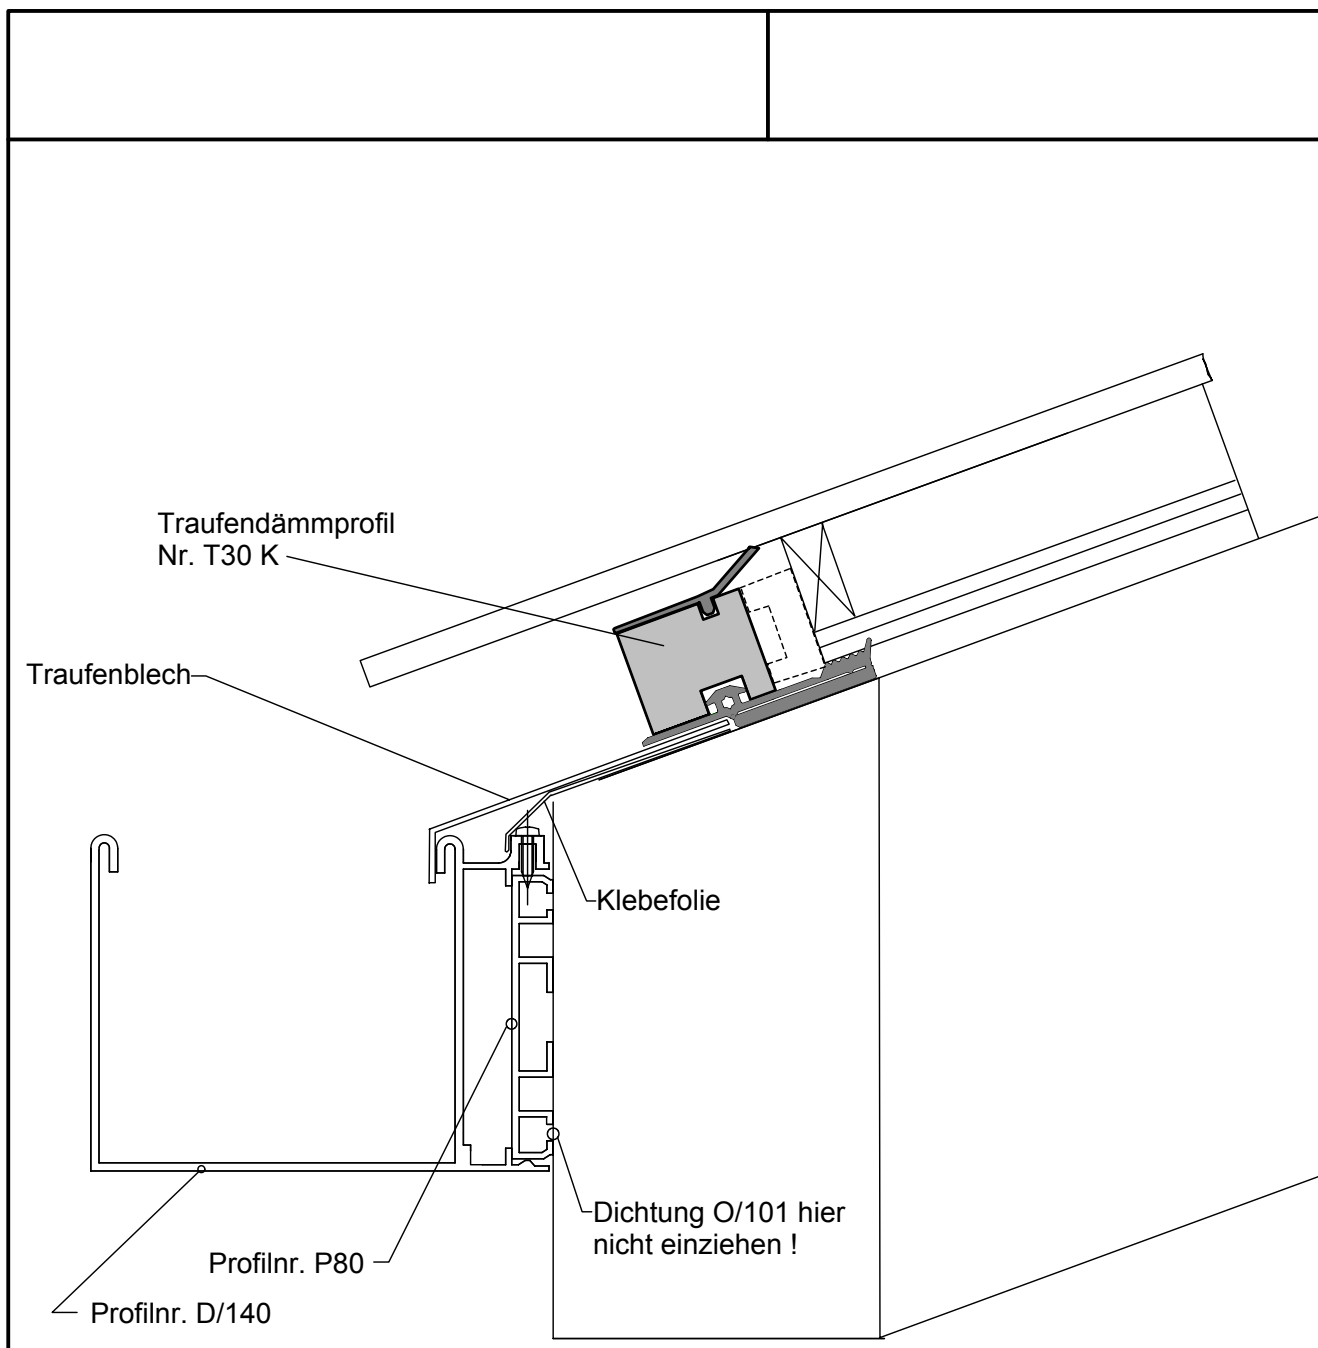 Traufendämmprofil
Nr. T30 K
Traufenblech
Klebefolie
Dichtung O/101 hier
nicht einziehen !
Profilnr. P80
Profilnr. D/140